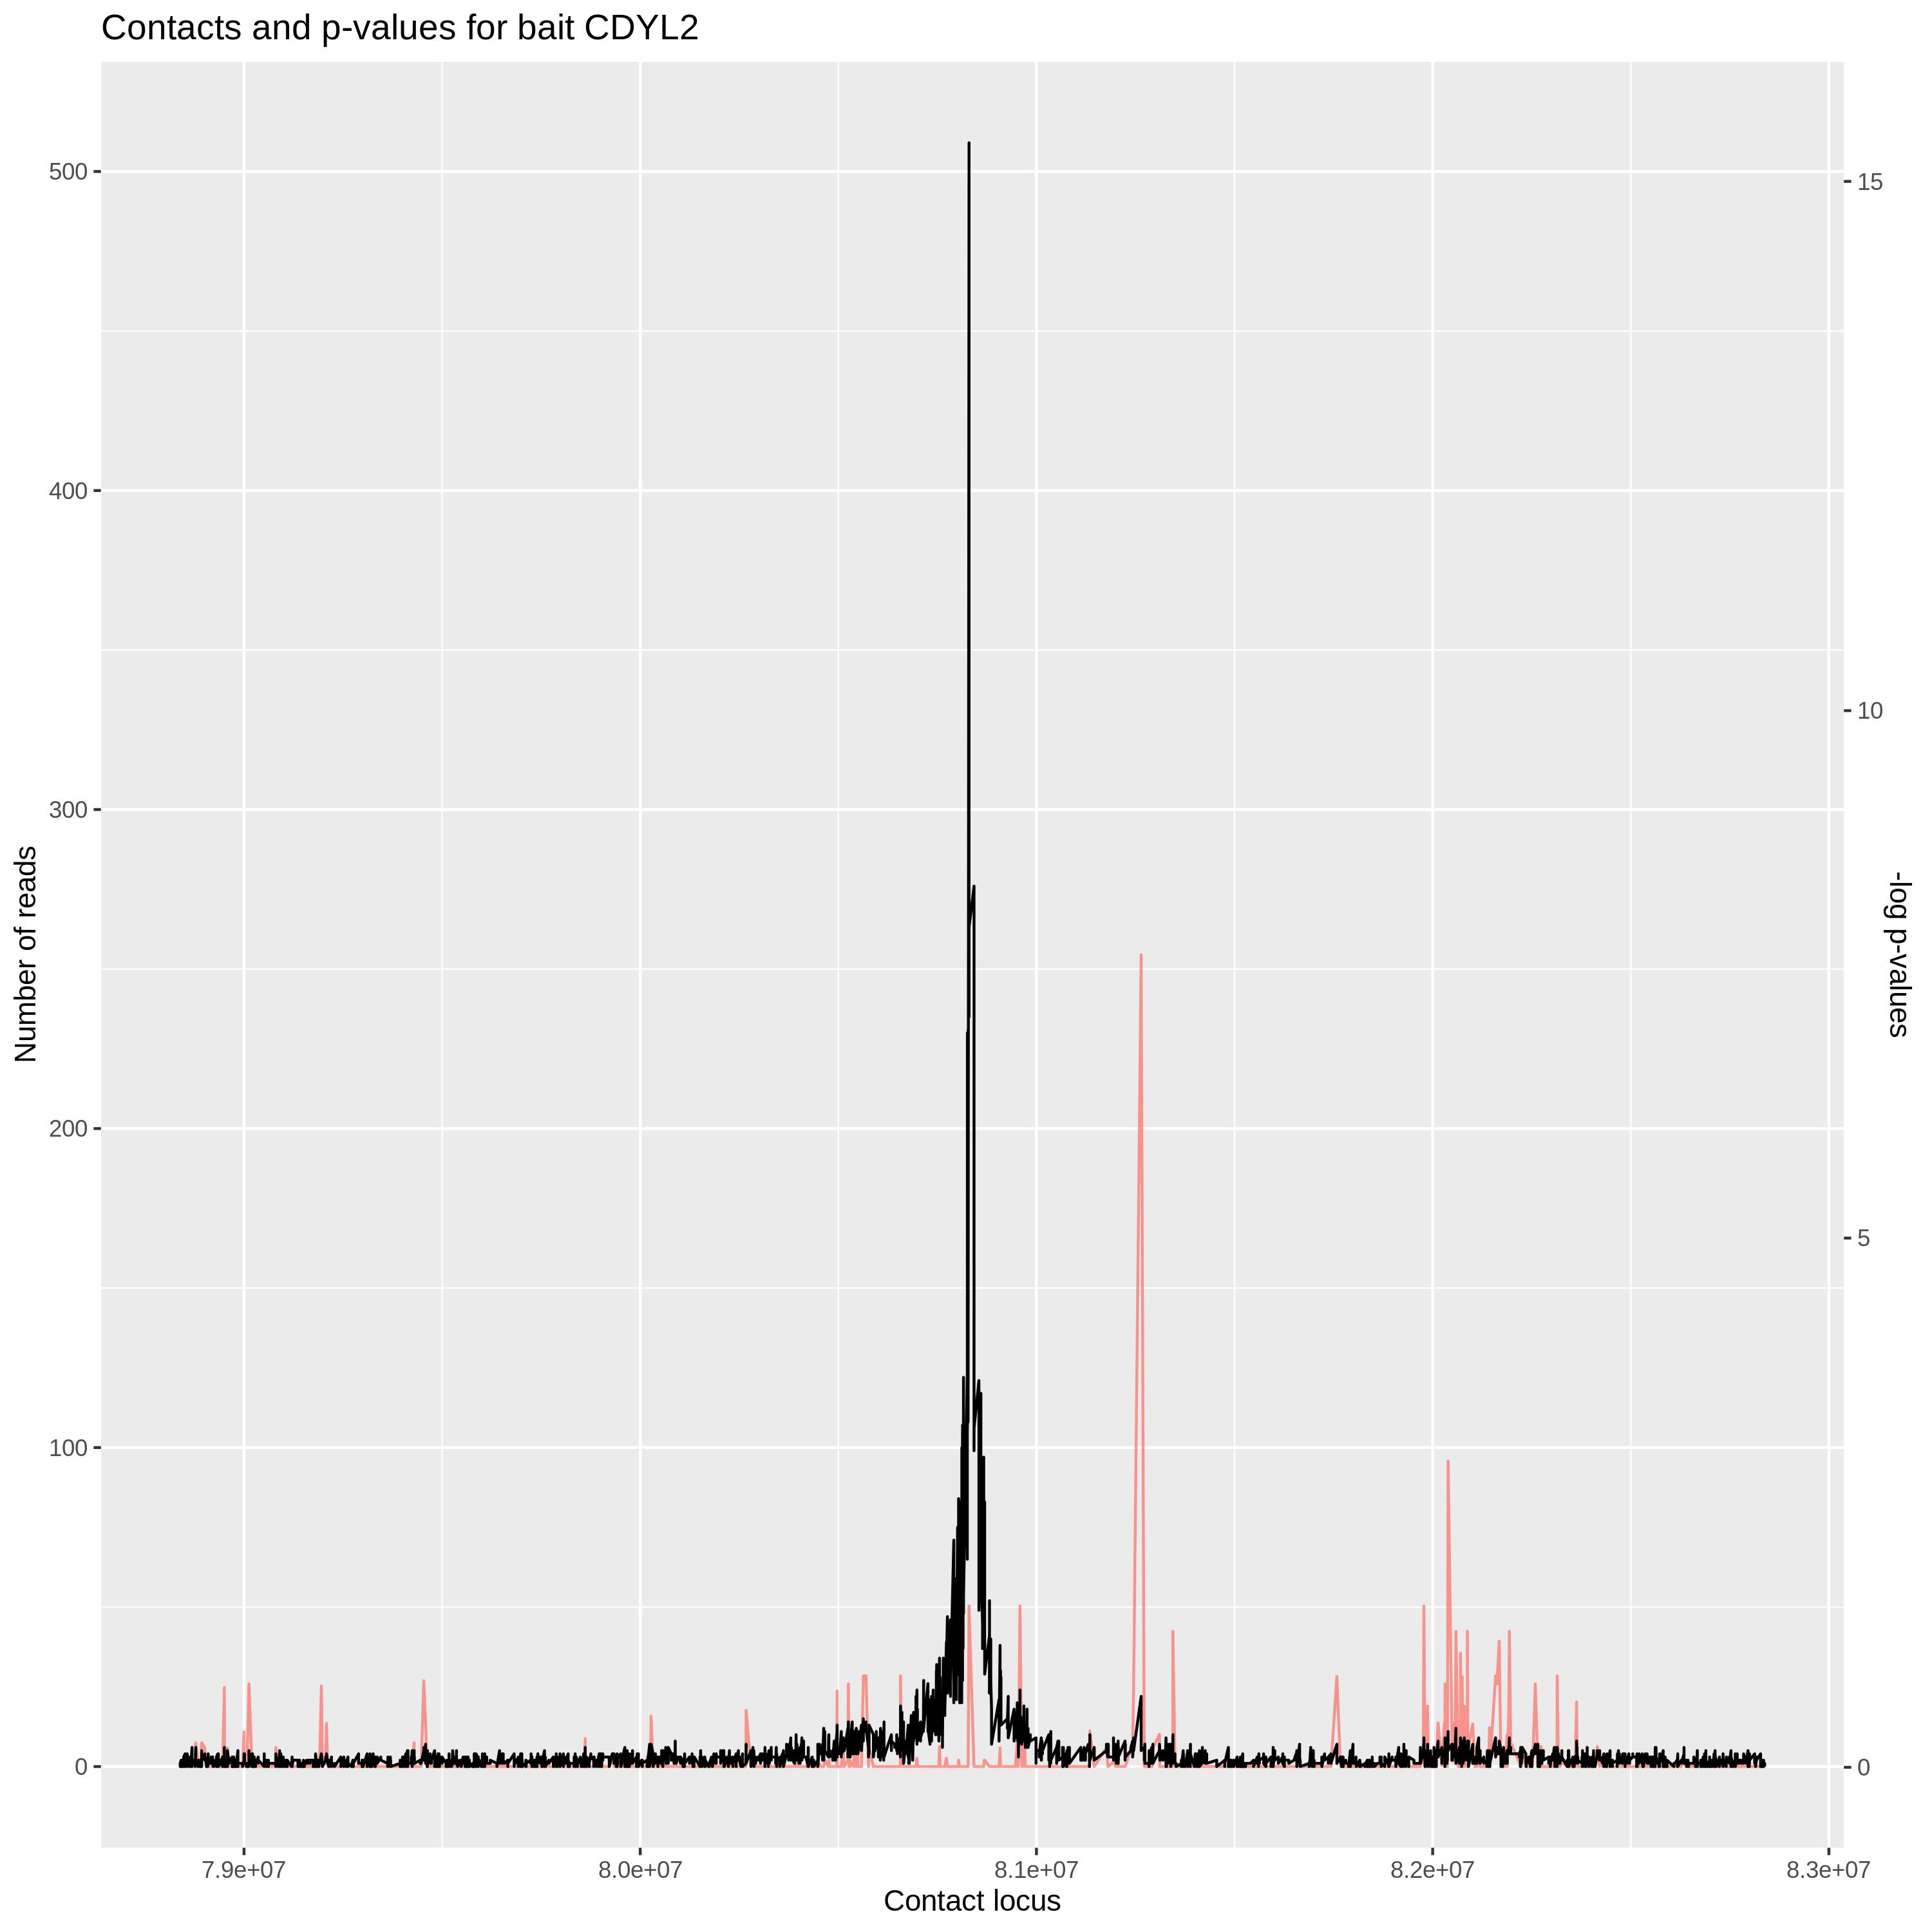 Contacts and p-values for bait CDYL2
500
400
300
200
100
0
Number of reads
15
10
5
0
-log p-values
7.9e+07
8.0e+07
8.1e+07
8.2e+07
8.3e+07
Contact locus